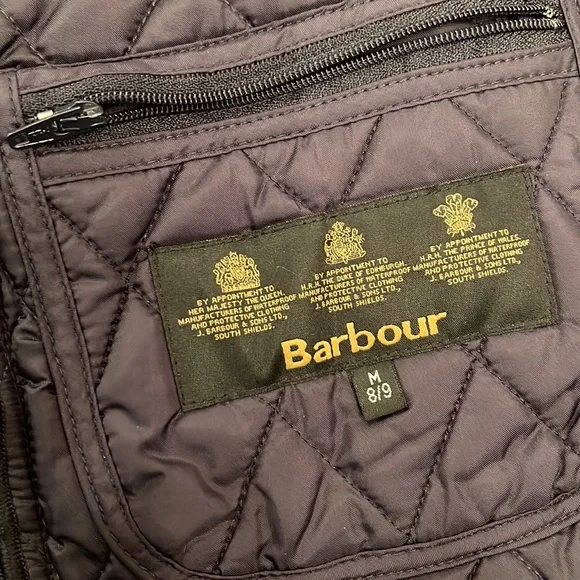 BY APPOINTMENT TO
HER MAJESTY THE QUEEN,
MANUFACTURERS OF WATERPROOF
AND PROTECTIVE CLOTHING
J. BARBOUR & SONS LTD.,
SOUTH SHIELDS.
BY APPOINTMENT TO
H.R.H. THE DUKE OF EDINBURGH,
MANUFACTURERS OF WATERPROOF
AND PROTECTIVE CLOTHING
J. BARBOUR & SONS LTD.,
SOUTH SHIELDS.
BY APPOINTMENT TO
H.R.H. THE PRINCE OF WALES,
MANUFACTURERS OF WATERPROOF
AND PROTECTIVE CLOTHING
J. BARBOUR & SONS LTD.,
SOUTH SHIELDS.
Barbour
M
8/9